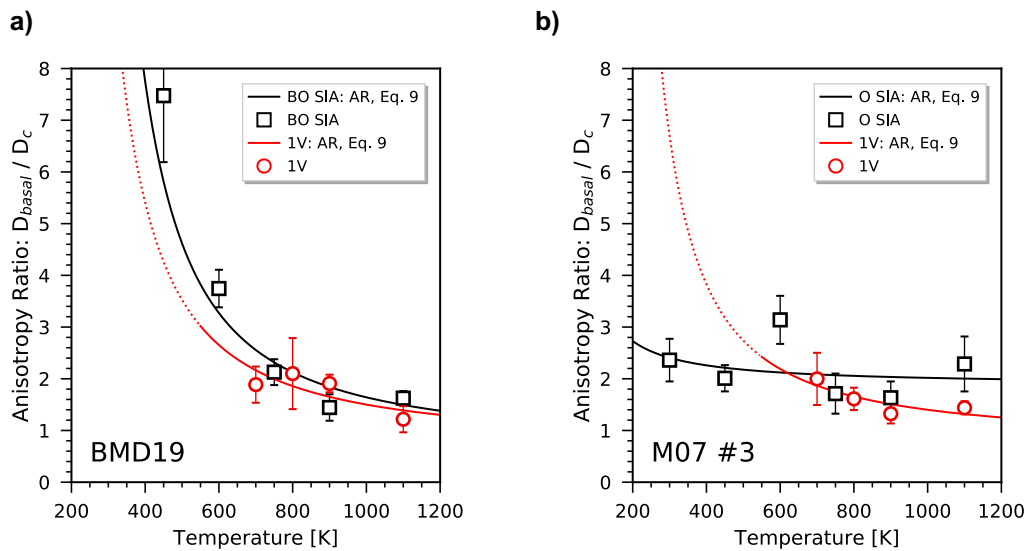 a)
b)
8
7
6
5
4
3
2
1
0
200
400
600
800
1000
1200
Anisotropy Ratio: D_basal / D_c
Temperature [K]
BO SIA: AR, Eq. 9
BO SIA
1V: AR, Eq. 9
1V
BMD19
8
7
6
5
4
3
2
1
0
200
400
600
800
1000
1200
Anisotropy Ratio: D_basal / D_c
Temperature [K]
O SIA: AR, Eq. 9
O SIA
1V: AR, Eq. 9
1V
M07 #3